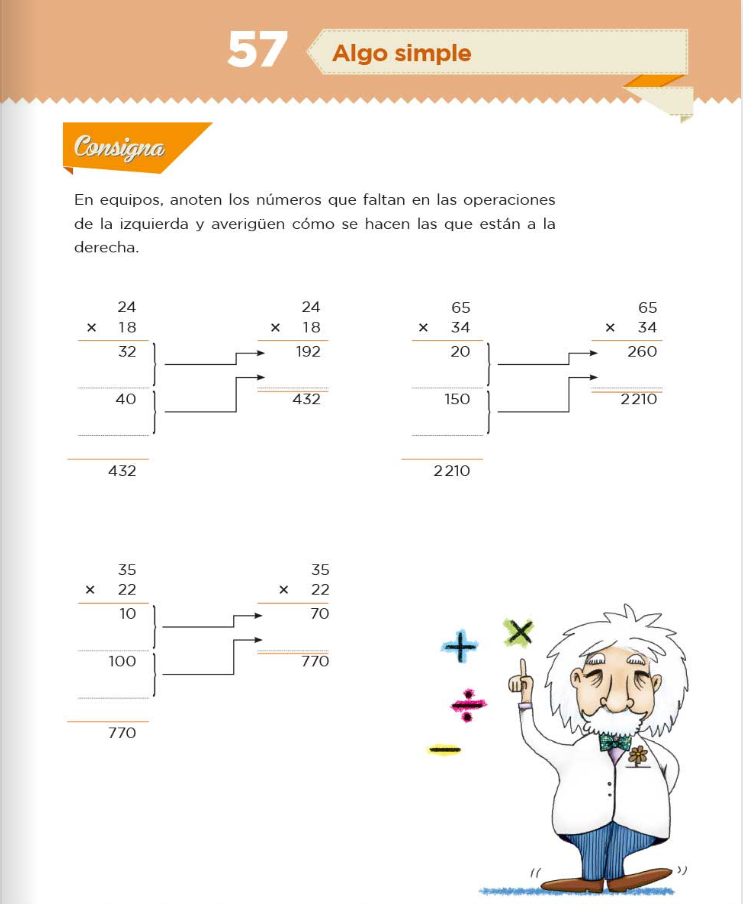 57 Algo simple
Consigna
En equipos, anoten los números que faltan en las operaciones
de la izquierda y averigüen cómo se hacen las que están a la
derecha.
24 24 65 65
× 18 × 18 × 34 × 34
32 192 20 260
40 432 150 2210
432 2210
35 35
× 22 × 22
10 70
100 770
770
+ ×
÷
−